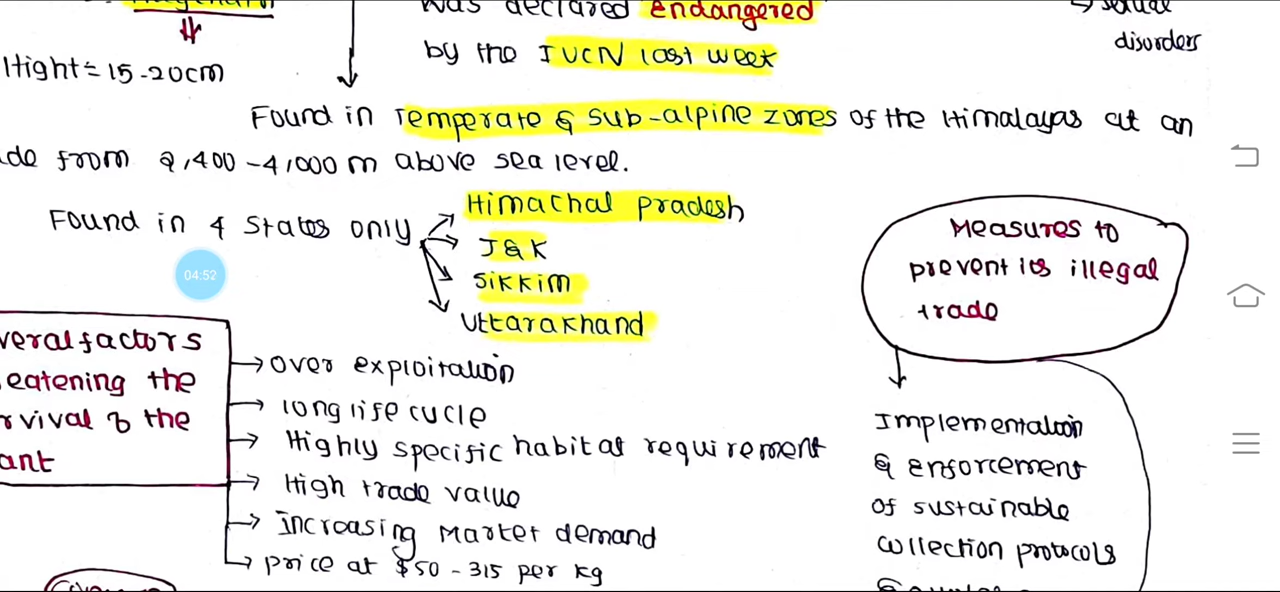 was declared endangered
by the IUCN last week
sexual
disorders
Hight = 15-20cm
Found in Temperate & sub-alpine zones of the Himalayas at an
de from 2,400 - 4,000 m above sea level.
Found in 4 States only
Himachal pradesh
J&K
Sikkim
Uttarakhand
04:52
veral factors
eatening the
rvival of the
ant
over exploitation
long life cycle
Highly specific habitat requirement
High trade value
Increasing Market demand
price at $50 - 315 per kg
Measures to
prevent its illegal
trade
Implementation
& enforcement
of sustainable
collection protocols